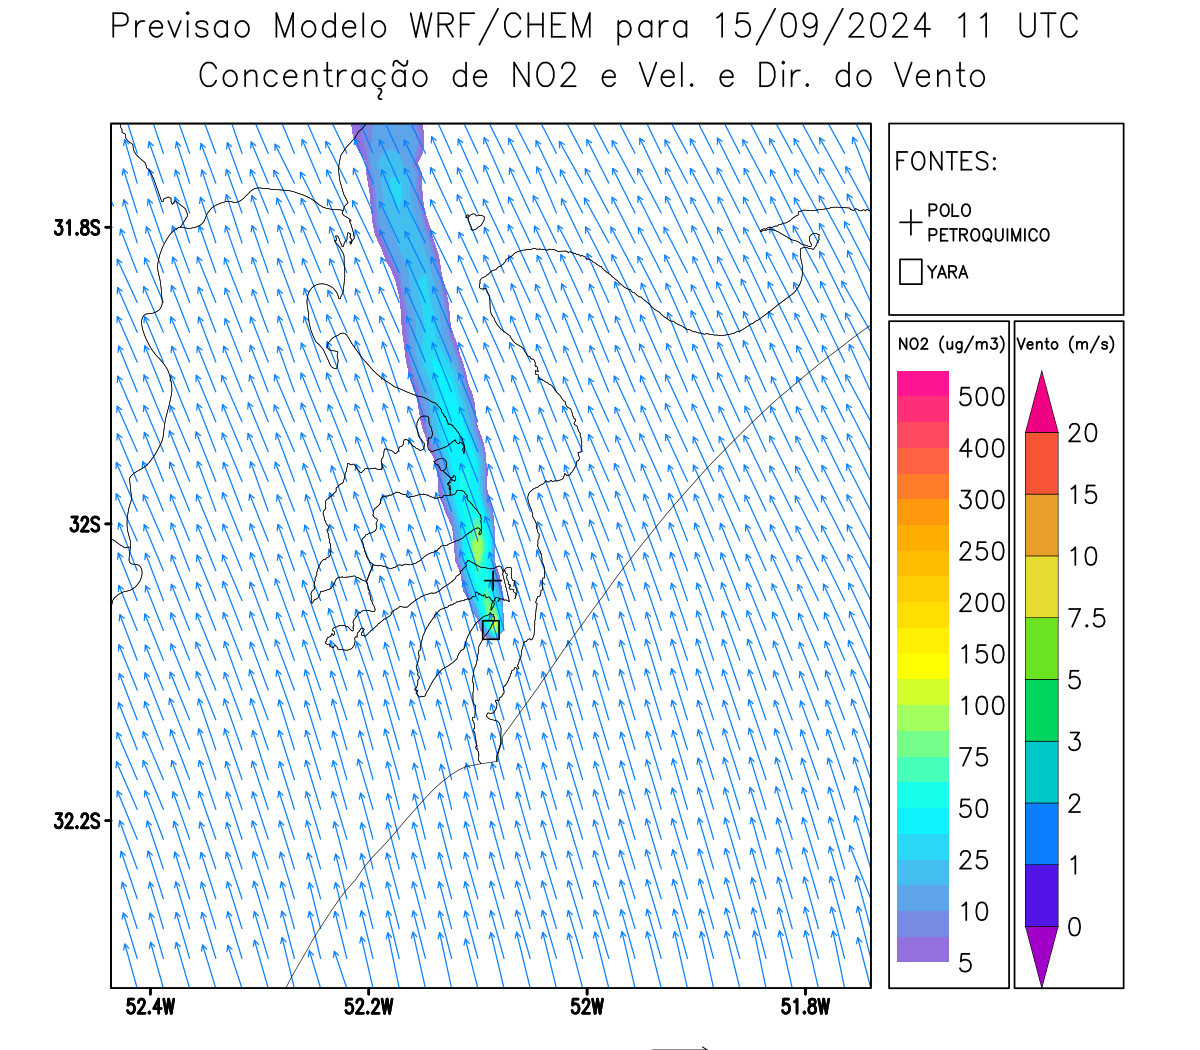 Previsao Modelo WRF/CHEM para 15/09/2024 11 UTC
Concentração de NO2 e Vel. e Dir. do Vento
FONTES:
POLO
PETROQUIMICO
YARA
NO2 (ug/m3)
500
400
300
250
200
150
100
75
50
25
10
5
Vento (m/s)
20
15
10
7.5
5
3
2
1
0
31.8S
32S
32.2S
52.4W
52.2W
52W
51.8W